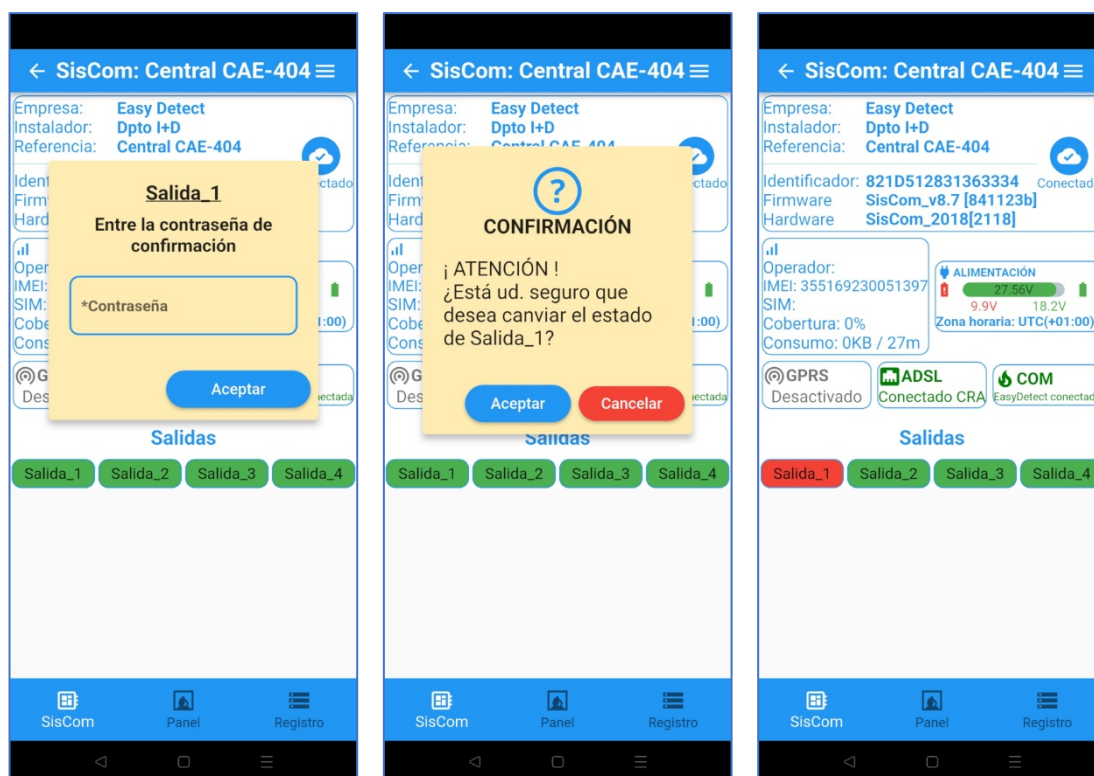 SisCom: Central CAE-404
Empresa: Easy Detect
Instalador: Dpto I+D
Referencia: Central CAE-404
Salida_1
Entre la contraseña de
confirmación
*Contraseña
Aceptar
Salidas
Salida_1 Salida_2 Salida_3 Salida_4
SisCom Panel Registro
SisCom: Central CAE-404
Empresa: Easy Detect
Instalador: Dpto I+D
CONFIRMACIÓN
¡ ATENCIÓN !
¿Está ud. seguro que
desea canviar el estado
de Salida_1?
Aceptar Cancelar
Salidas
Salida_1 Salida_2 Salida_3 Salida_4
SisCom Panel Registro
SisCom: Central CAE-404
Empresa: Easy Detect
Instalador: Dpto I+D
Referencia: Central CAE-404
Identificador: 821D512831363334 Conectad
Firmware SisCom_v8.7 [841123b]
Hardware SisCom_2018[2118]
Operador:
IMEI: 355169230051397
SIM:
Cobertura: 0%
Consumo: 0KB / 27m
ALIMENTACIÓN
27.56V
9.9V 18.2V
Zona horaria: UTC(+01:00)
GPRS
Desactivado
ADSL
Conectado CRA
COM
EasyDetect conectad
Salidas
Salida_1 Salida_2 Salida_3 Salida_4
SisCom Panel Registro